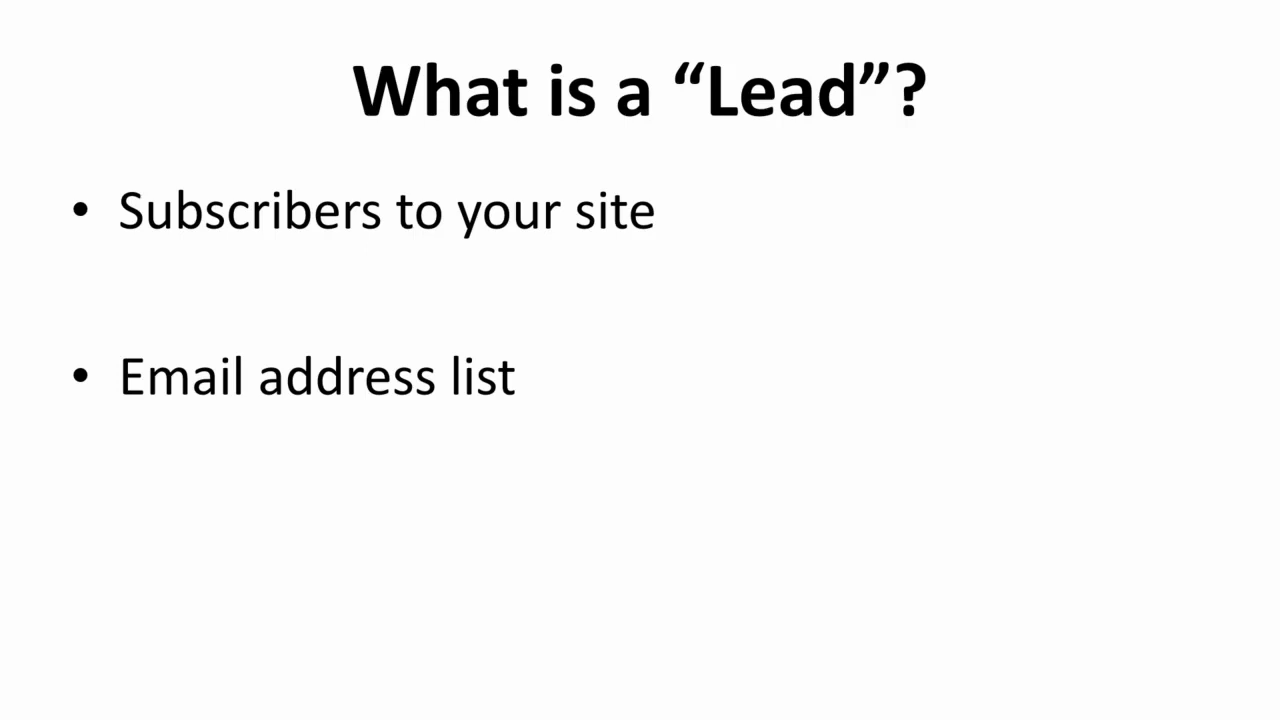 What is a “Lead”?
• Subscribers to your site
• Email address list